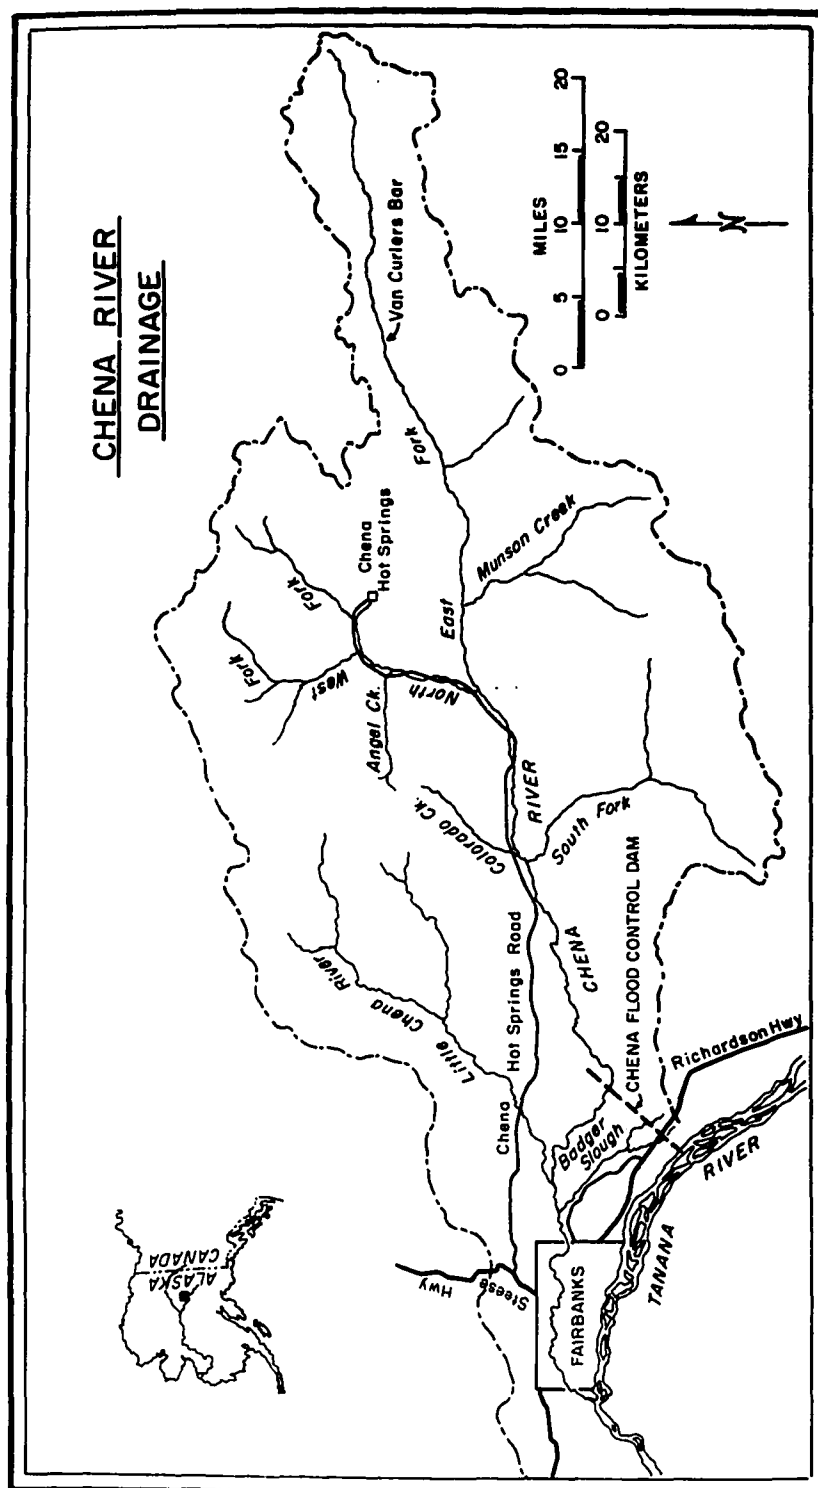 CHENA RIVER
DRAINAGE
ALASKA
CANADA
Steese
Hwy
FAIRBANKS
TANANA
RIVER
Richardson Hwy
CHENA FLOOD CONTROL DAM
Badger
Slough
Chena
Hot Springs Road
Little Chena River
CHENA
RIVER
Colorado Ck.
South Fork
Angel Ck.
North
Fork
West
Fork
Chena
Hot Springs
East
Fork
Munson Creek
Van Curlers Bar
MILES
0 5 10 15 20
0 10 20
KILOMETERS
N